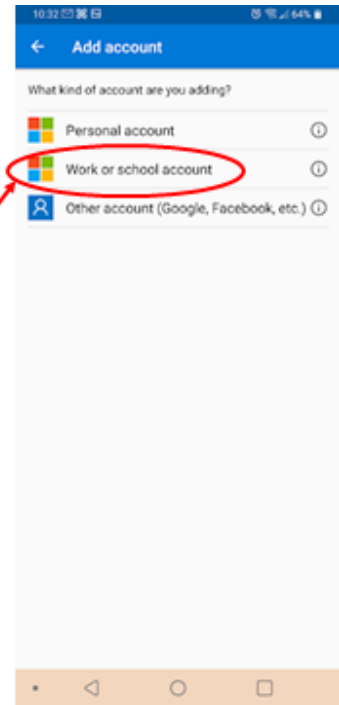 10:32 64%
Add account
What kind of account are you adding?
Personal account
Work or school account
Other account (Google, Facebook, etc.)